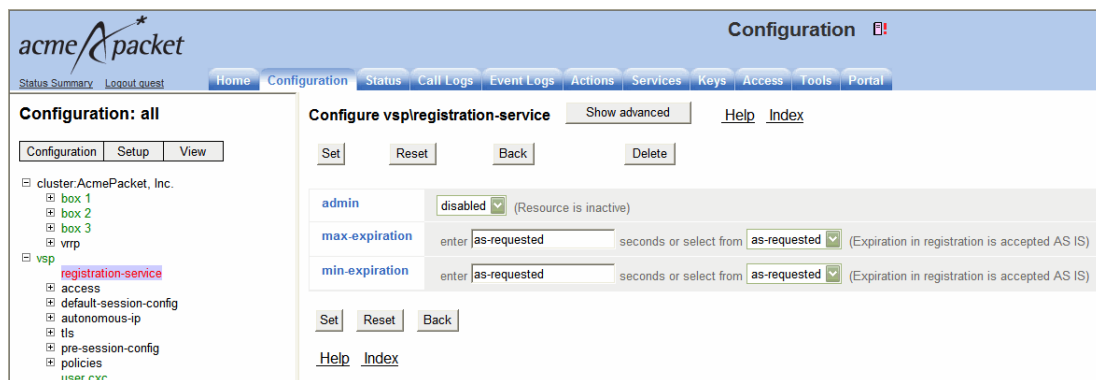 acme packet
Configuration
Status Summary Logout guest
Home Configuration Status Call Logs Event Logs Actions Services Keys Access Tools Portal
Configuration: all
Configuration Setup View
cluster:AcmePacket, Inc.
box 1
box 2
box 3
vrrp
vsp
registration-service
access
default-session-config
autonomous-ip
tls
pre-session-config
policies
user cxc
Configure vsp\registration-service Show advanced Help Index
Set Reset Back Delete
admin disabled (Resource is inactive)
max-expiration enter as-requested seconds or select from as-requested (Expiration in registration is accepted AS IS)
min-expiration enter as-requested seconds or select from as-requested (Expiration in registration is accepted AS IS)
Set Reset Back
Help Index